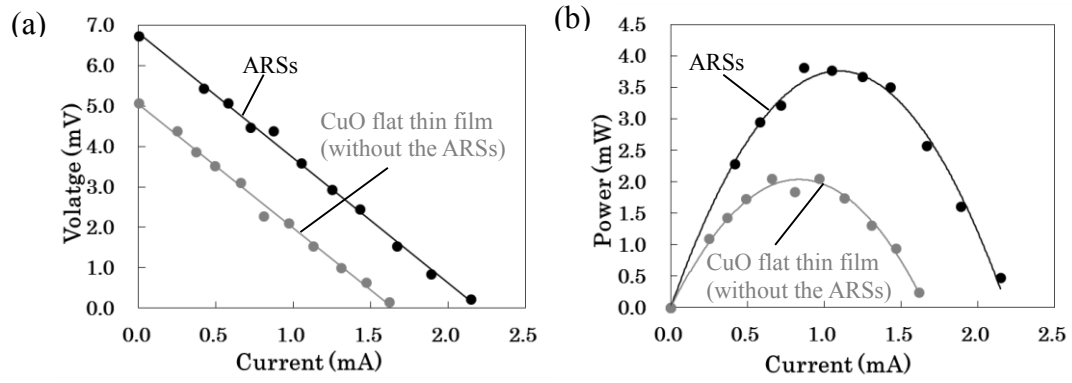 (a)
7.0
6.0
5.0
4.0
3.0
2.0
1.0
0.0
Volatge (mV)
ARSs
CuO flat thin film
(without the ARSs)
0.0
0.5
1.0
1.5
2.0
2.5
Current (mA)
(b)
4.5
4.0
3.5
3.0
2.5
2.0
1.5
1.0
0.5
0.0
Power (mW)
ARSs
CuO flat thin film
(without the ARSs)
0.0
0.5
1.0
1.5
2.0
2.5
Current (mA)